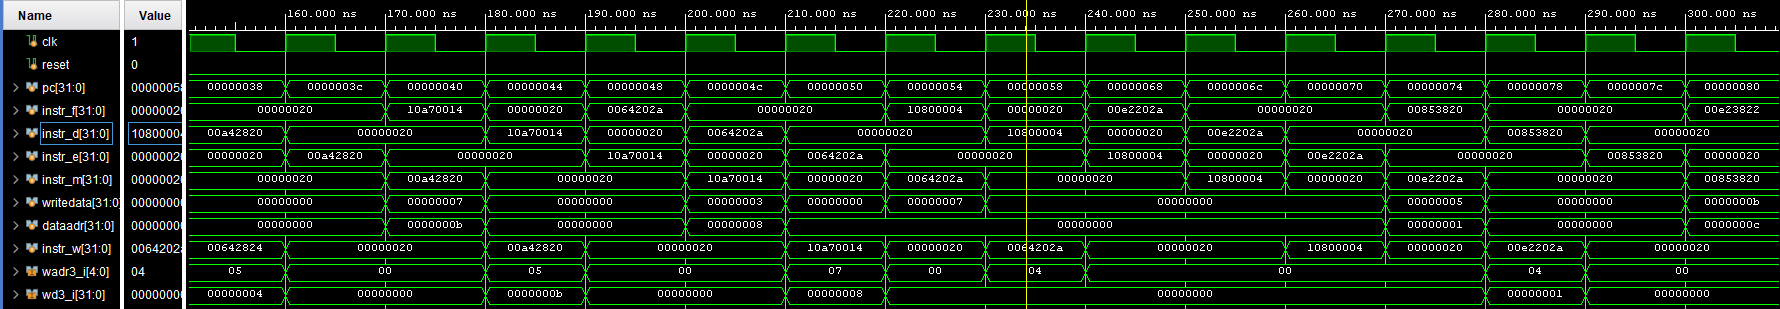 Name Value 160.000 ns 170.000 ns 180.000 ns 190.000 ns 200.000 ns 210.000 ns 220.000 ns 230.000 ns 240.000 ns 250.000 ns 260.000 ns 270.000 ns 280.000 ns 290.000 ns 300.000 ns
clk 1
reset 0
pc[31:0] 00000058 00000038 0000003c 00000040 00000044 00000048 0000004c 00000050 00000054 00000058 00000068 0000006c 00000070 00000074 00000078 0000007c 00000080
instr_f[31:0] 00000020 00000020 10a70014 00000020 0064202a 00000020 10800004 00000020 00e2202a 00000020 00853820 00000020 00e23822
instr_d[31:0] 10800004 00a42820 00000020 10a70014 00000020 0064202a 00000020 10800004 00000020 00e2202a 00000020 00853820 00000020
instr_e[31:0] 00000020 00000020 00a42820 00000020 10a70014 00000020 0064202a 00000020 10800004 00000020 00e2202a 00000020 00853820 00000020
instr_m[31:0] 00000020 00000020 00a42820 00000020 10a70014 00000020 0064202a 00000020 10800004 00000020 00e2202a 00000020 00853820
writedata[31:0] 00000000 00000000 00000007 00000000 00000003 00000000 00000007 00000000 00000005 00000000 0000000b
dataadr[31:0] 00000000 00000000 0000000b 00000000 00000008 00000000 00000001 00000000 0000000c
instr_w[31:0] 0064202a 00642824 00000020 00a42820 00000020 10a70014 00000020 0064202a 00000020 10800004 00000020 00e2202a 00000020
wadr3_i[4:0] 04 05 00 05 00 07 00 04 00 04 00
wd3_i[31:0] 00000000 00000004 00000000 0000000b 00000000 00000008 00000000 00000001 00000000